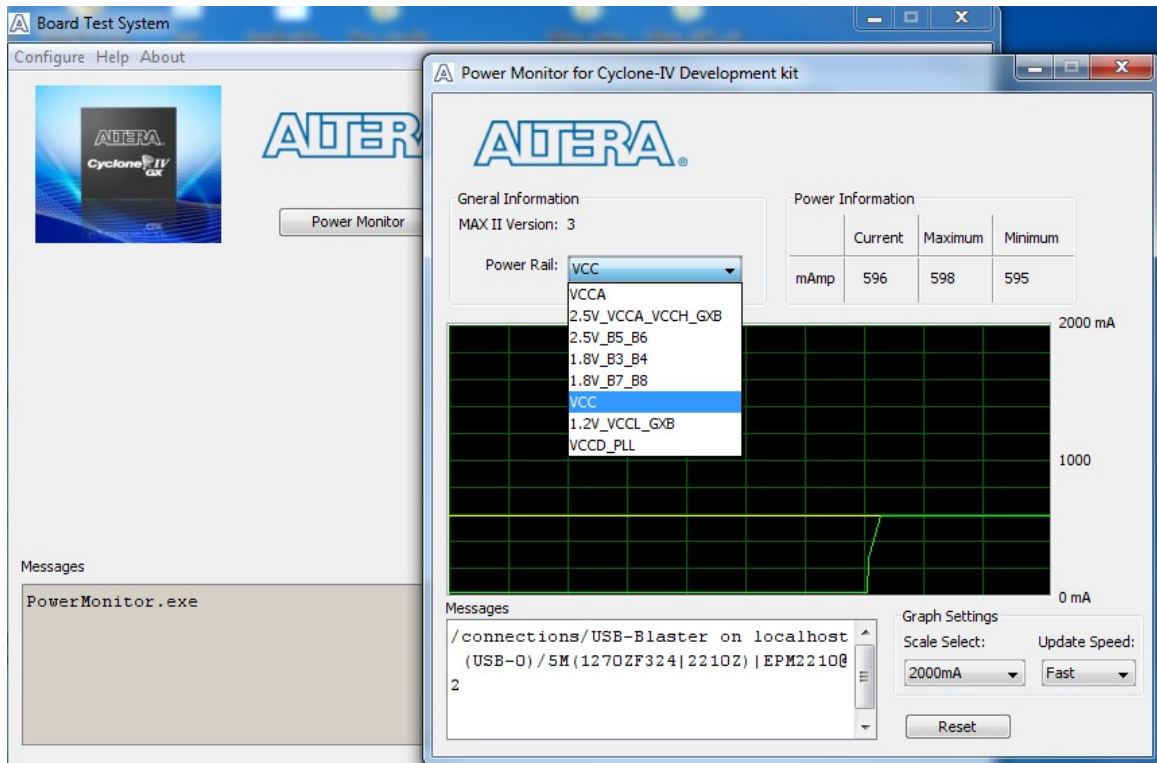 Board Test System
Configure Help About
ALTERA
Cyclone IV
GX
ALTERA
Power Monitor
Messages
PowerMonitor.exe
Power Monitor for Cyclone-IV Development kit
ALTERA®
Gneral Information
MAX II Version: 3
Power Rail: VCC
VCCA
2.5V_VCCA_VCCH_GXB
2.5V_B5_B6
1.8V_B3_B4
1.8V_B7_B8
VCC
1.2V_VCCL_GXB
VCCD_PLL
Power Information
Current Maximum Minimum
mAmp 596 598 595
2000 mA
1000
0 mA
Messages
/connections/USB-Blaster on localhost
(USB-0)/5M(1270ZF324|2210Z)|EPM2210@
2
Graph Settings
Scale Select: Update Speed:
2000mA Fast
Reset